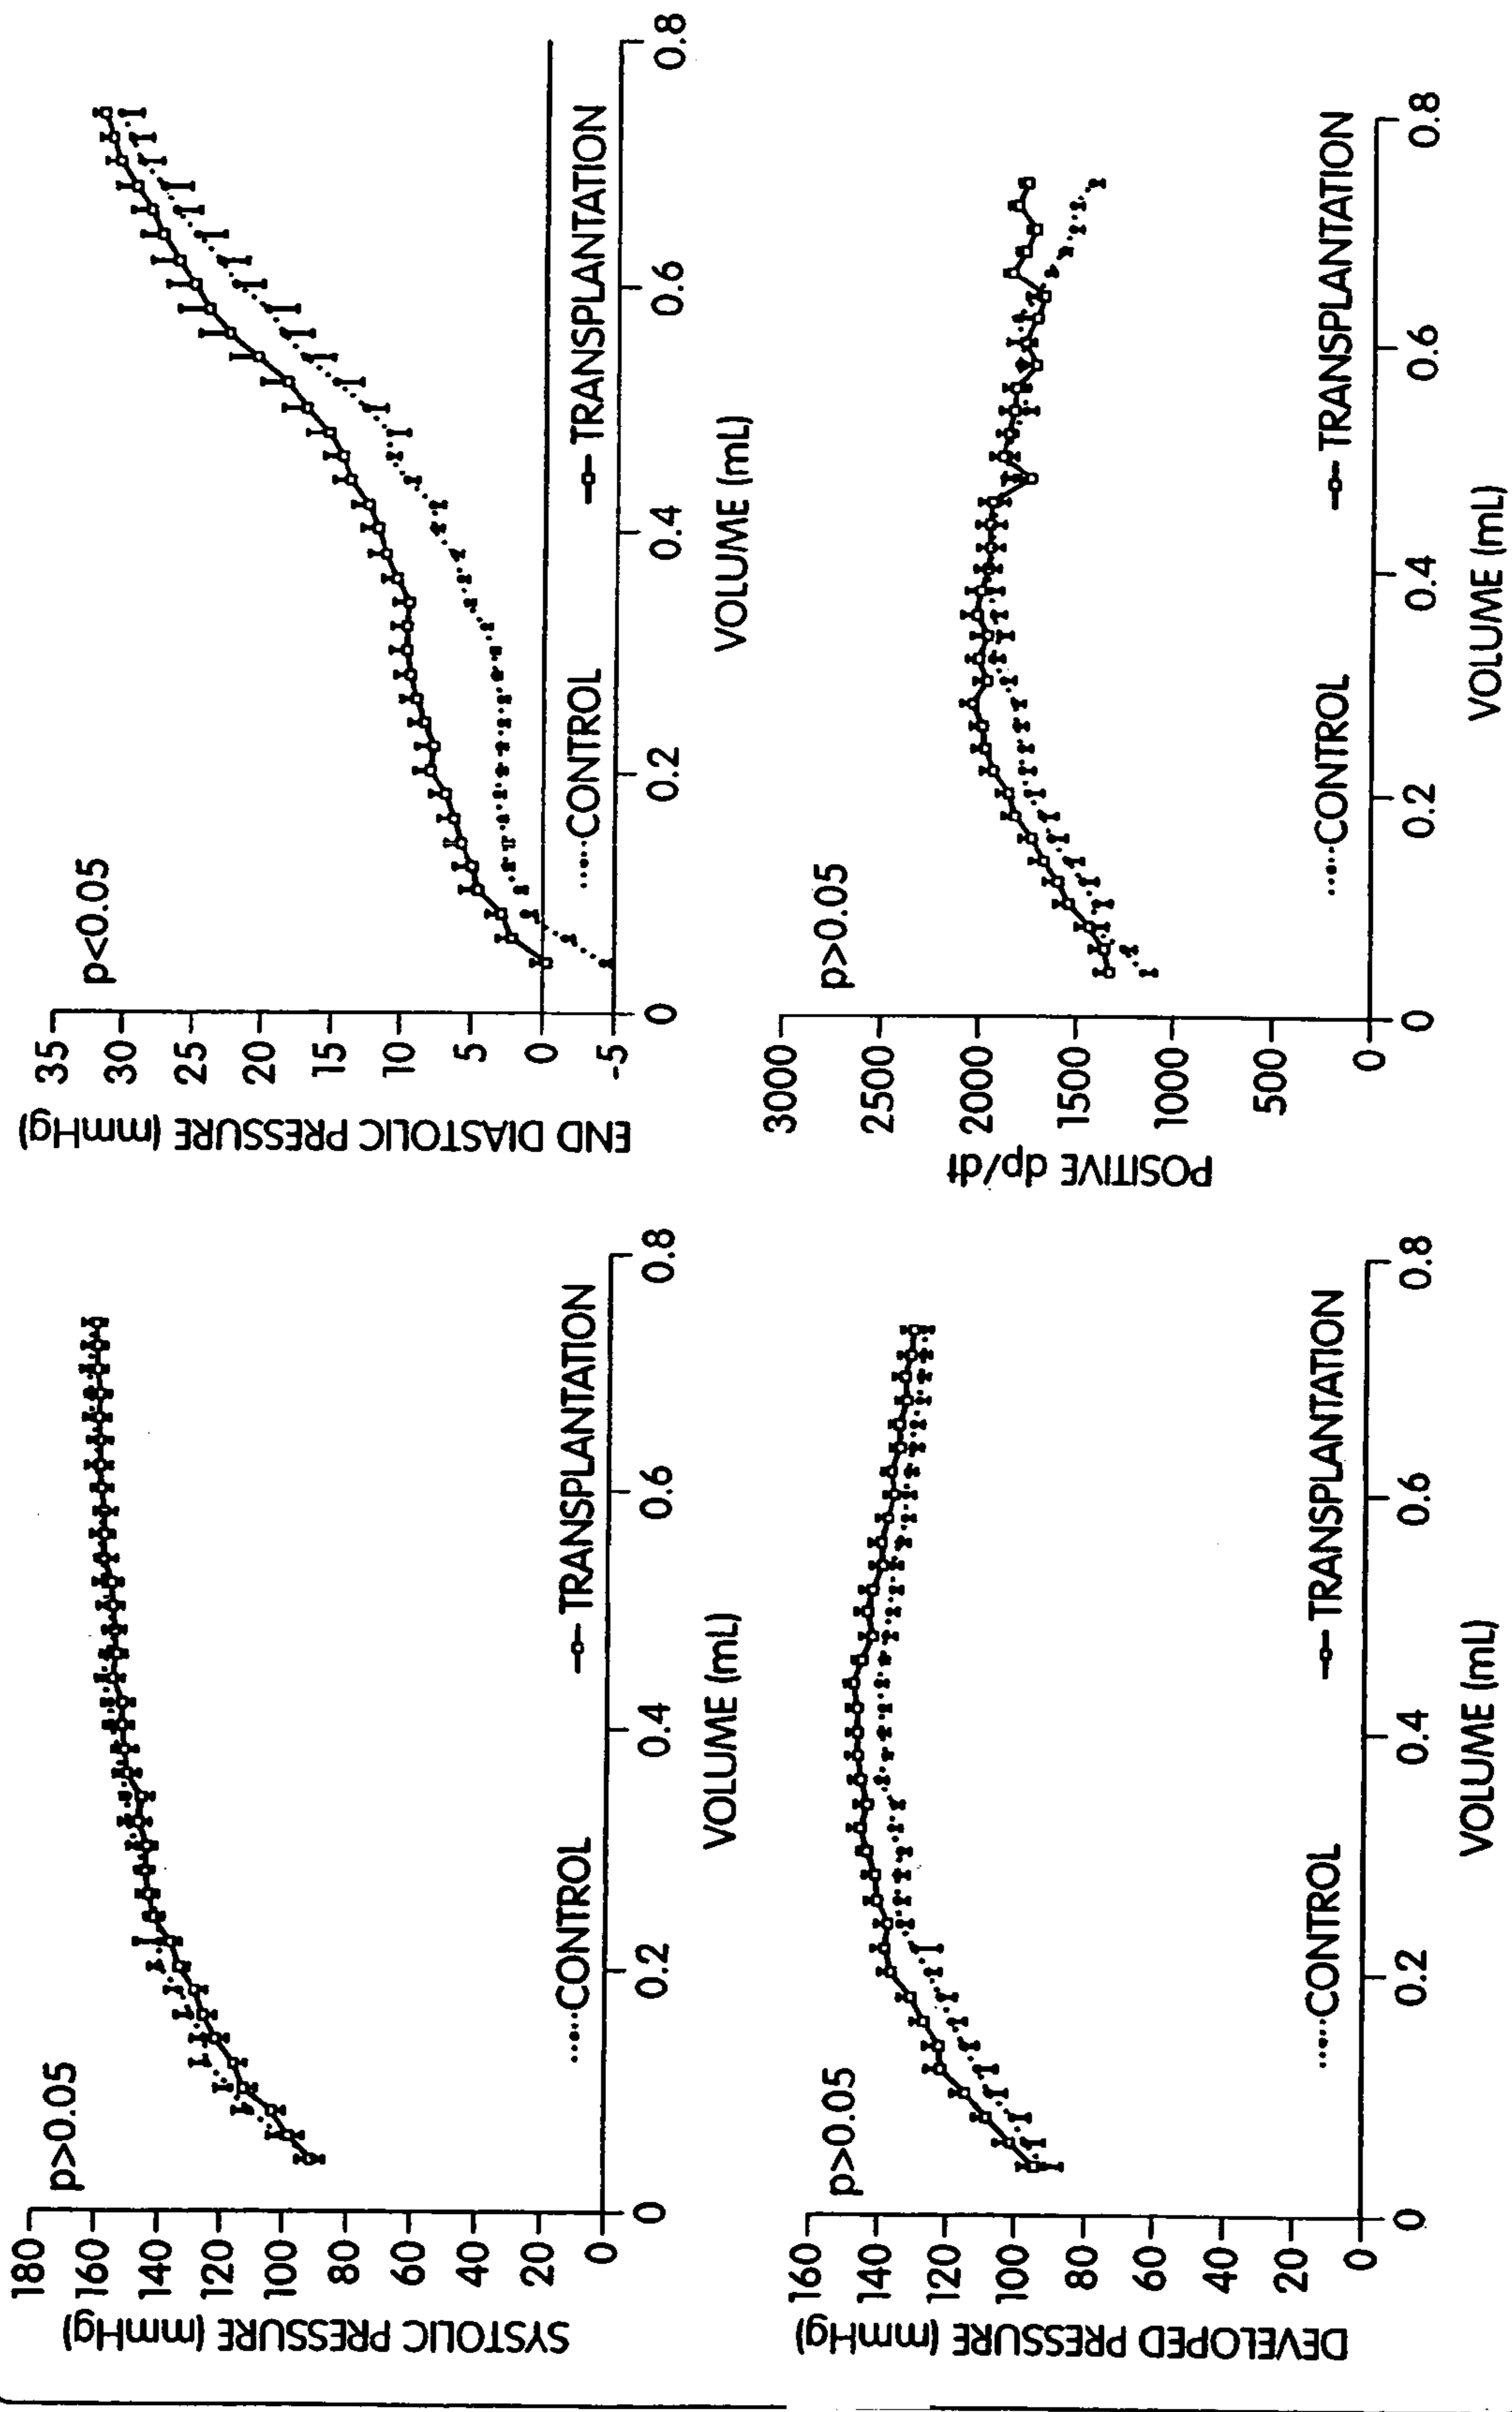 p>0.05
SYSTOLIC PRESSURE (mmHg)
180
160
140
120
100
80
60
40
20
0
0 0.2 0.4 0.6 0.8
CONTROL TRANSPLANTATION
VOLUME (mL)
p<0.05
END DIASTOLIC PRESSURE (mmHg)
35
30
25
20
15
10
5
0
-5
0 0.2 0.4 0.6 0.8
CONTROL TRANSPLANTATION
VOLUME (mL)
p>0.05
DEVELOPED PRESSURE (mmHg)
160
140
120
100
80
60
40
20
0
0 0.2 0.4 0.6 0.8
CONTROL TRANSPLANTATION
VOLUME (mL)
p>0.05
POSITIVE dp/dt
3000
2500
2000
1500
1000
500
0
0 0.2 0.4 0.6 0.8
CONTROL TRANSPLANTATION
VOLUME (mL)